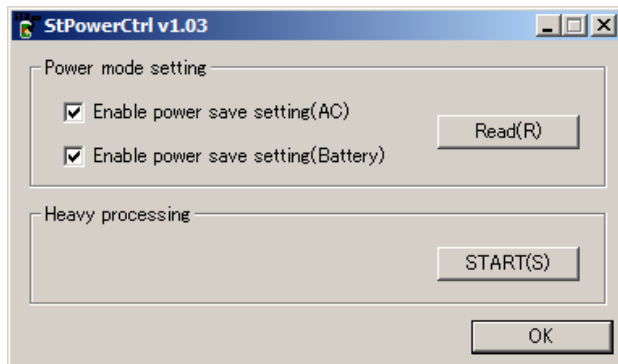 StPowerCtrl v1.03
Power mode setting
Enable power save setting(AC)
Read(R)
Enable power save setting(Battery)
Heavy processing
START(S)
OK